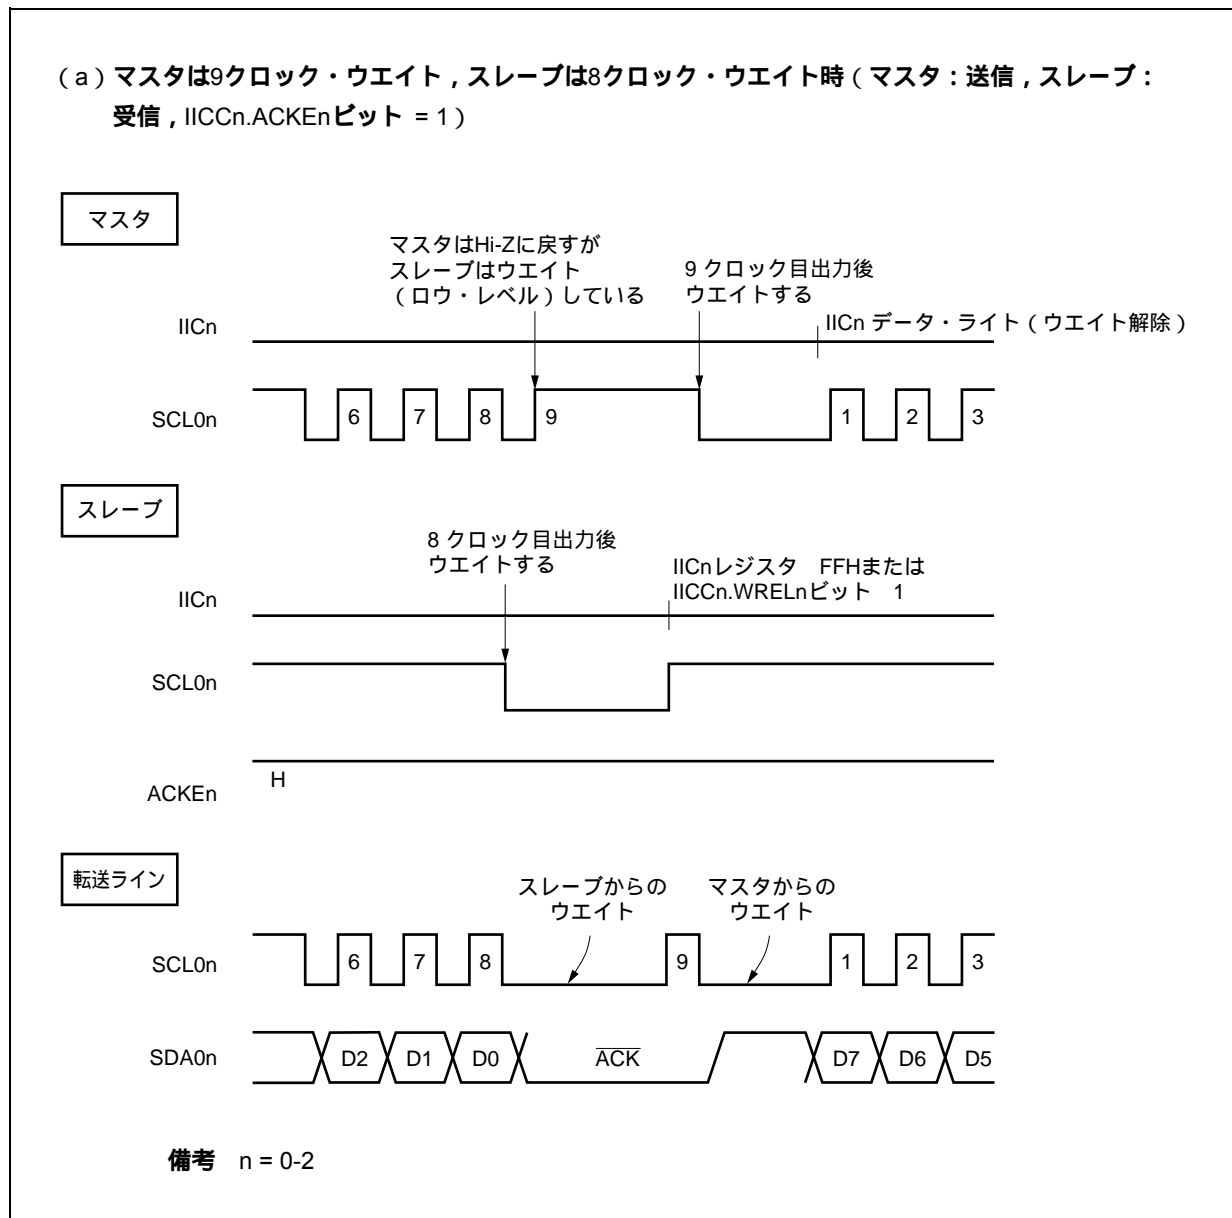 （a）マスタは9クロック・ウエイト，スレーブは8クロック・ウエイト時（マスタ：送信，スレーブ：
受信，IICCn.ACKEnビット = 1）
マスタ
マスタはHi-Zに戻すが
スレーブはウエイト
（ロウ・レベル）している
9 クロック目出力後
ウエイトする
IICn
IICn データ・ライト（ウエイト解除）
SCL0n
6 7 8 9 1 2 3
スレーブ
8 クロック目出力後
ウエイトする
IICnレジスタ　FFHまたは
IICCn.WRELnビット　1
IICn
SCL0n
H
ACKEn
転送ライン
スレーブからの
ウエイト
マスタからの
ウエイト
SCL0n
6 7 8 9 1 2 3
SDA0n
D2 D1 D0 ACK D7 D6 D5
備考　n = 0-2